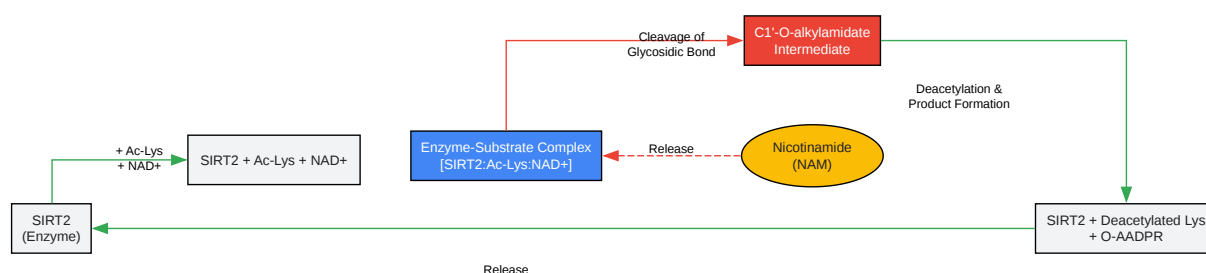 Cleavage of
Glycosidic Bond
C1'-O-alkylamidate
Intermediate
Deacetylation &
Product Formation
+ Ac-Lys
+ NAD+
SIRT2 + Ac-Lys + NAD+
Enzyme-Substrate Complex
[SIRT2:Ac-Lys:NAD+]
Release
Nicotinamide
(NAM)
SIRT2
(Enzyme)
SIRT2 + Deacetylated Lys
+ O-AADPR
Release